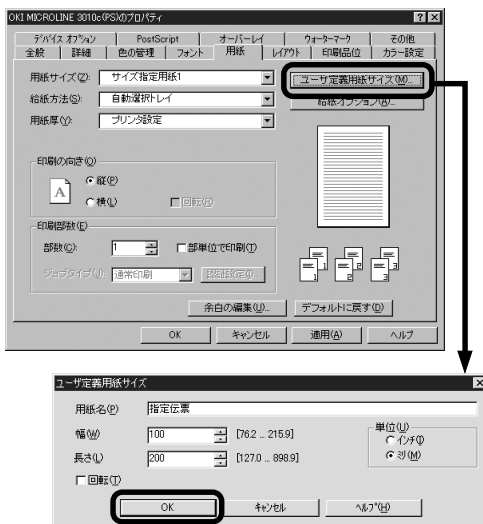 OKI MICROLINE 3010c(PS)のプロパティ
デバイス オプション PostScript オーバーレイ ウォーターマーク その他
全般 詳細 色の管理 フォント 用紙 レイアウト 印刷品位 カラー設定
用紙サイズ(Z): サイズ指定用紙1 ユーザ定義用紙サイズ(M)...
給紙方法(S): 自動選択トレイ 給紙オプション(A)...
用紙厚(Y): プリンタ設定
印刷の向き(O)
縦(P)
A
横(L) 回転(R)
印刷部数(E)
部数(C): 1 部単位で印刷(T)
ジョブタイプ(J): 通常印刷 認証設定(I)...
1 1 2 2 3 3
余白の編集(U)... デフォルトに戻す(D)
OK キャンセル 適用(A) ヘルプ
ユーザ定義用紙サイズ
用紙名(P) 指定伝票
幅(W) 100 [76.2 .. 215.9] 単位(U)
インチ(I)
長さ(L) 200 [127.0 .. 898.9] ミリ(M)
回転(T)
OK キャンセル ヘルプ(H)